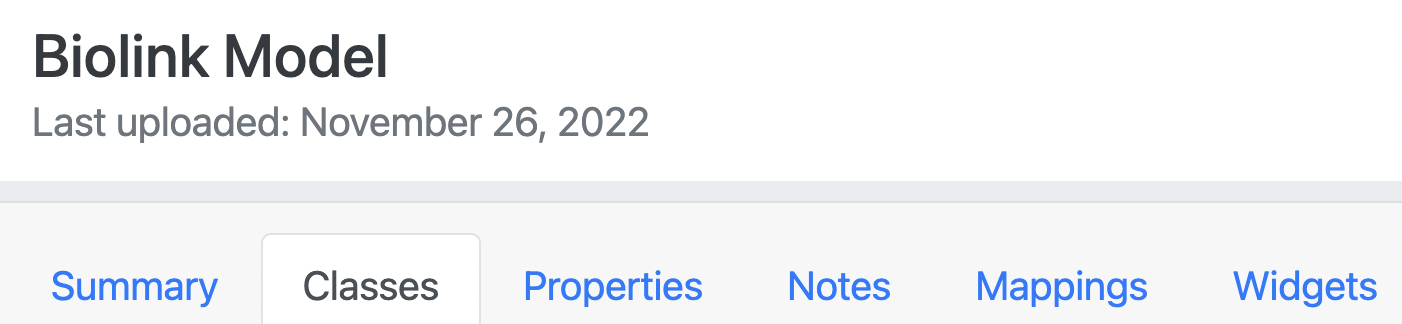 Biolink Model
Last uploaded: November 26, 2022
Summary Classes Properties Notes Mappings Widgets